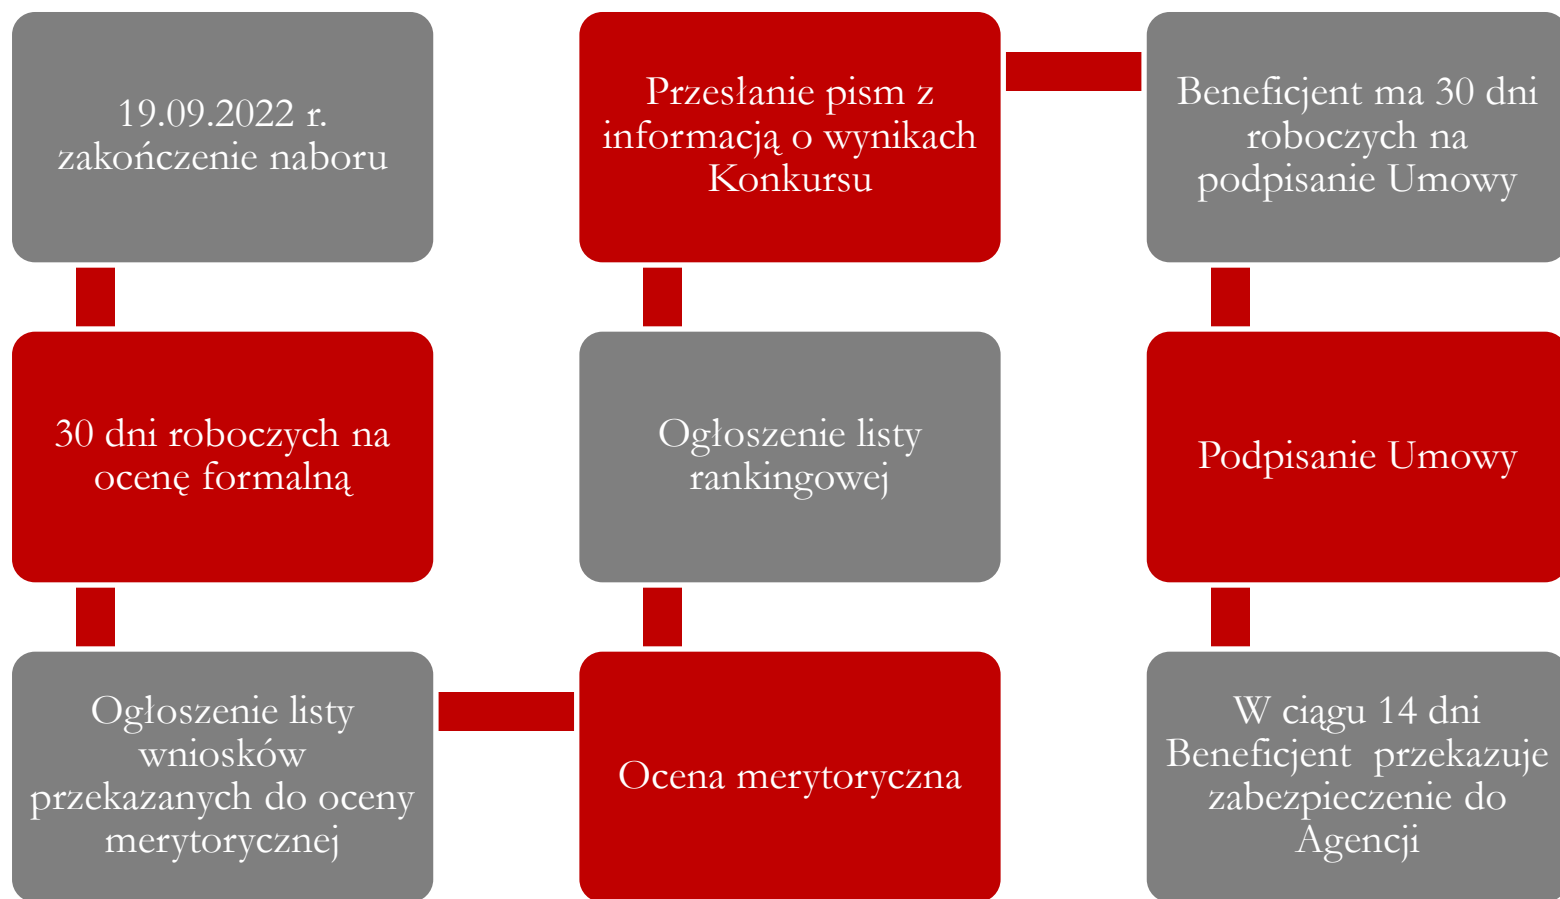 19.09.2022 r.
zakończenie naboru
30 dni roboczych na
ocenę formalną
Ogłoszenie listy
wniosków
przekazanych do oceny
merytorycznej
Ocena merytoryczna
Ogłoszenie listy
rankingowej
Przesłanie pism z
informacją o wynikach
Konkursu
Beneficjent ma 30 dni
roboczych na
podpisanie Umowy
Podpisanie Umowy
W ciągu 14 dni
Beneficjent przekazuje
zabezpieczenie do
Agencji